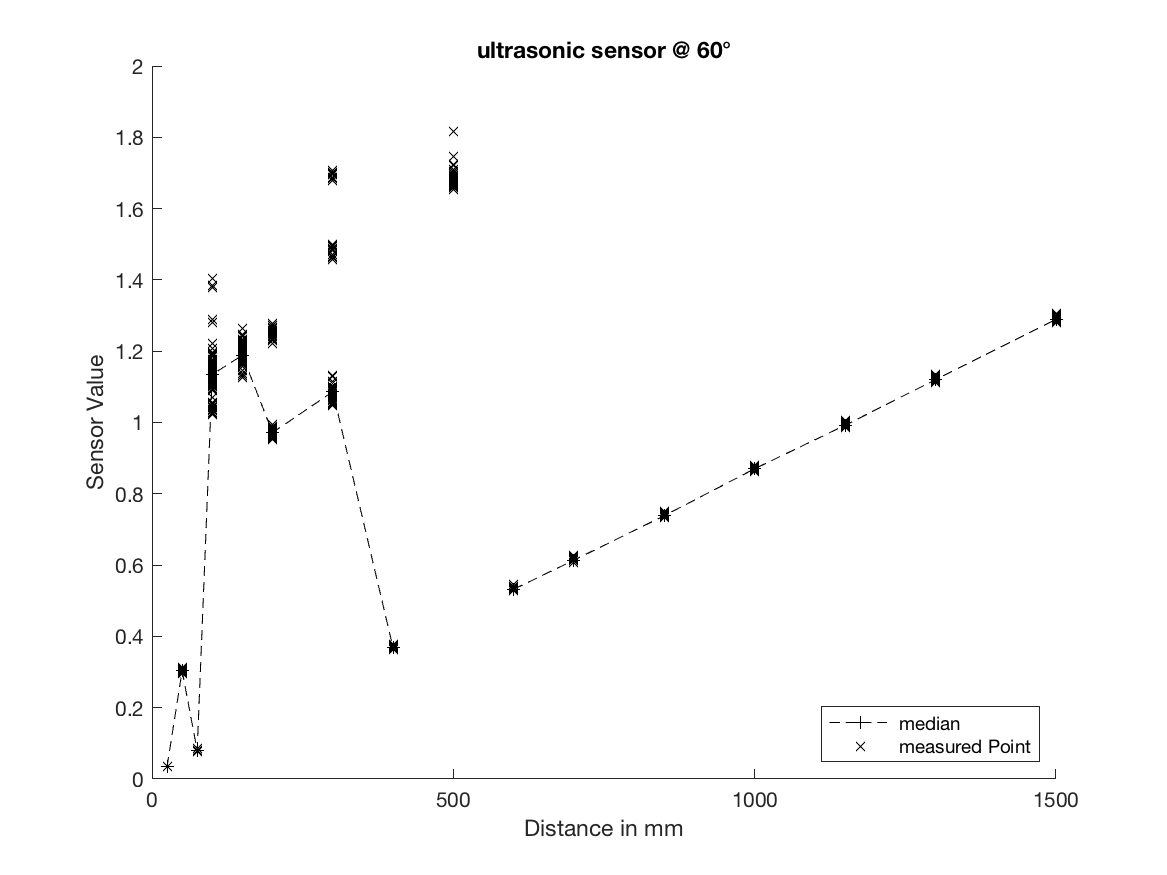 ultrasonic sensor @ 60°
2
1.8
1.6
1.4
1.2
1
0.8
0.6
0.4
0.2
0
Sensor Value
0 500 1000 1500
Distance in mm
median
measured Point